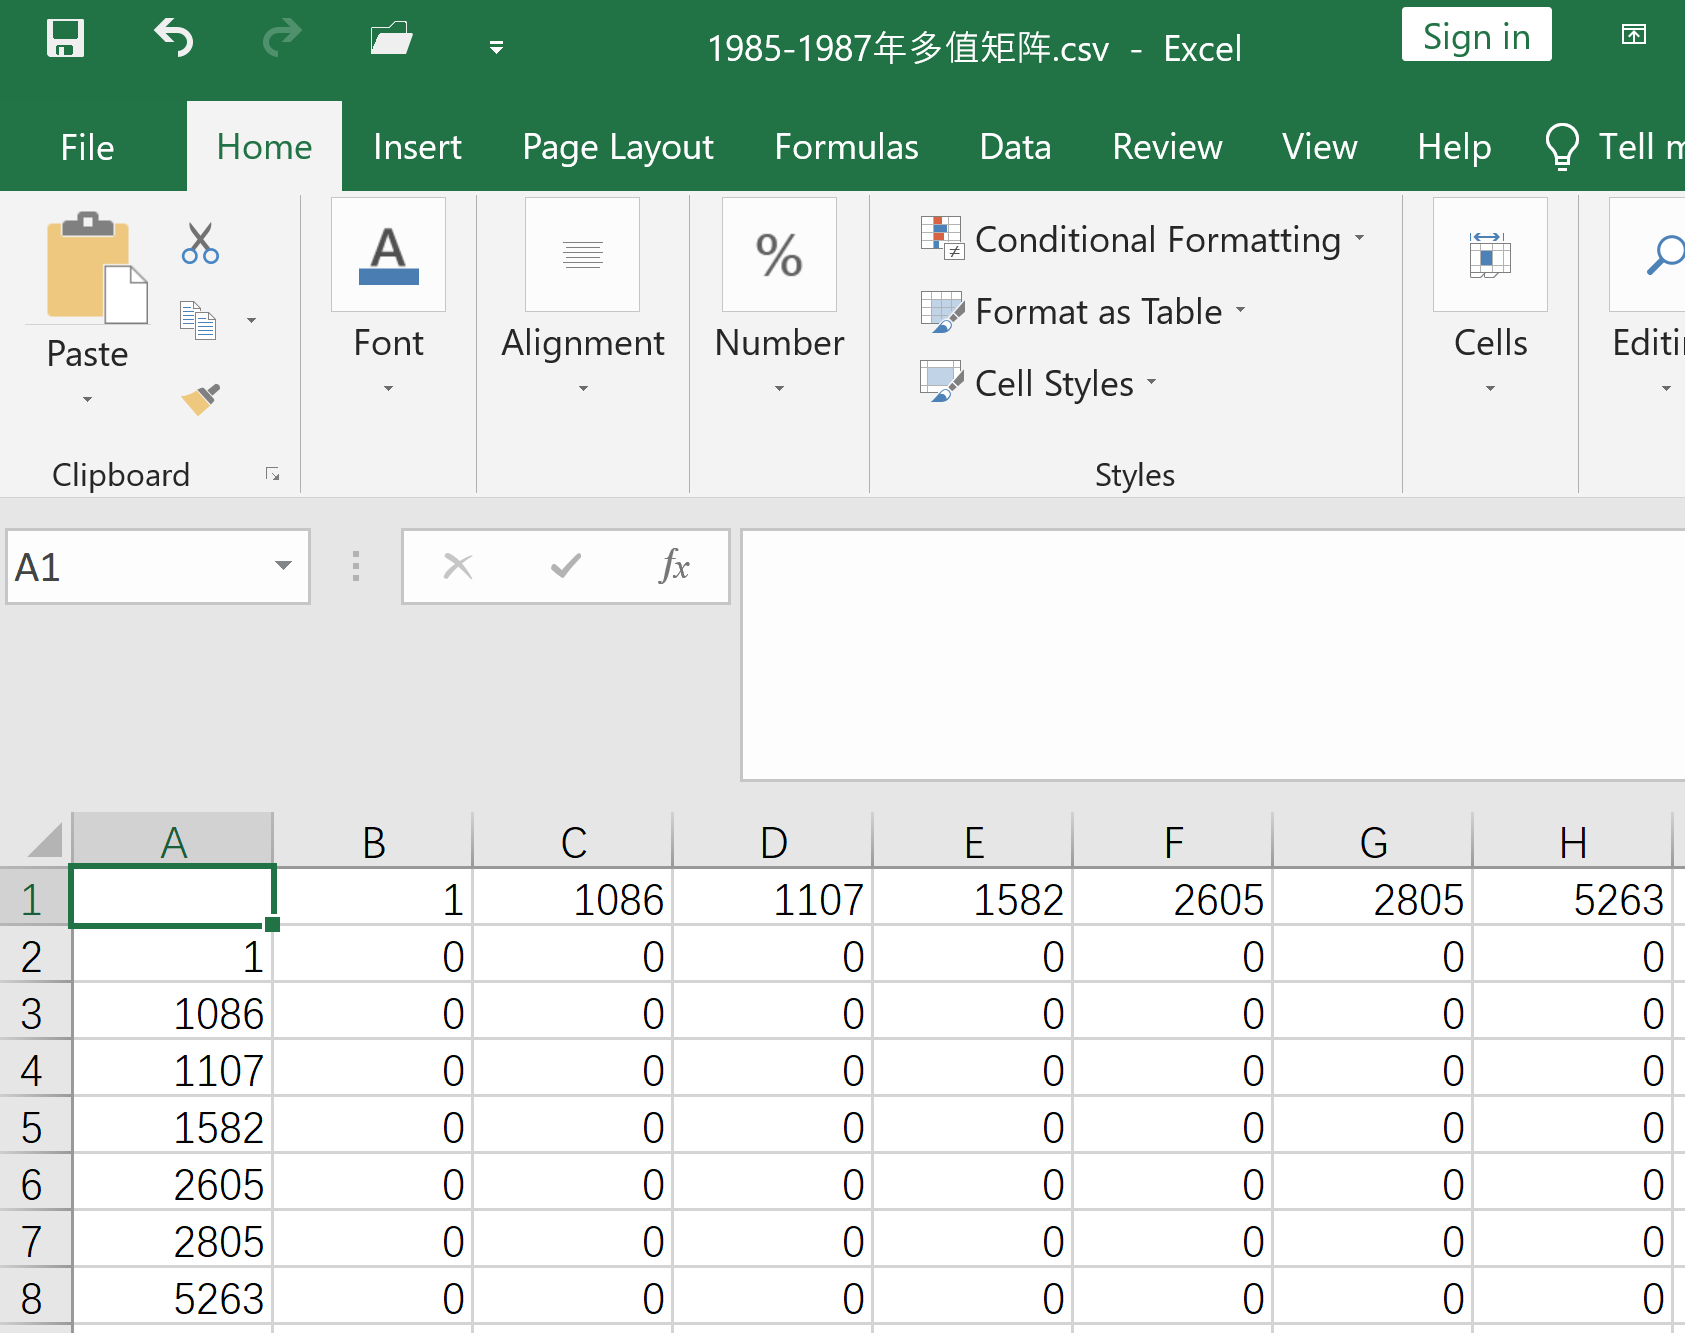 1985-1987年多值矩阵.csv - Excel
Sign in
File Home Insert Page Layout Formulas Data Review View Help Tell
Paste
Clipboard
Font
Alignment
%
Number
Conditional Formatting
Format as Table
Cell Styles
Styles
Cells
A1
fx
A B C D E F G H
1 1 1086 1107 1582 2605 2805 5263
2 1 0 0 0 0 0 0 0
3 1086 0 0 0 0 0 0 0
4 1107 0 0 0 0 0 0 0
5 1582 0 0 0 0 0 0 0
6 2605 0 0 0 0 0 0 0
7 2805 0 0 0 0 0 0 0
8 5263 0 0 0 0 0 0 0